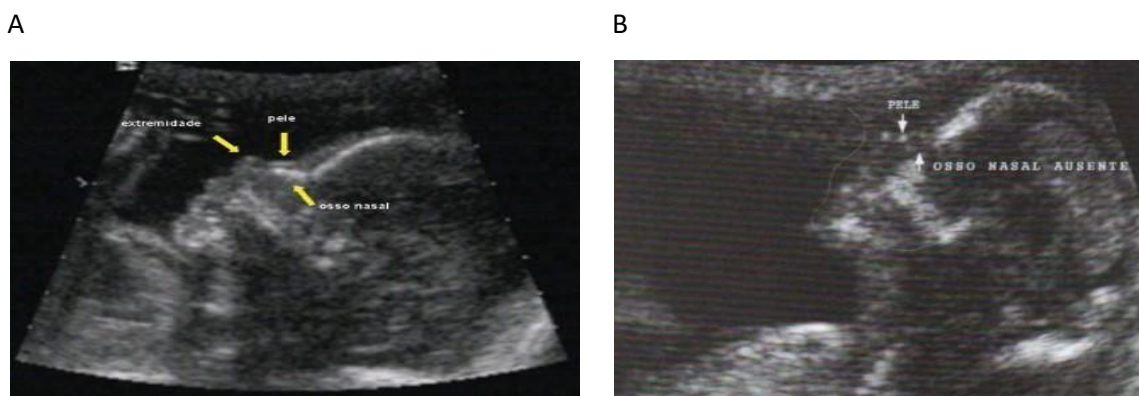 A
B
extremidade
pele
osso nasal
PELE
OSSO NASAL AUSENTE